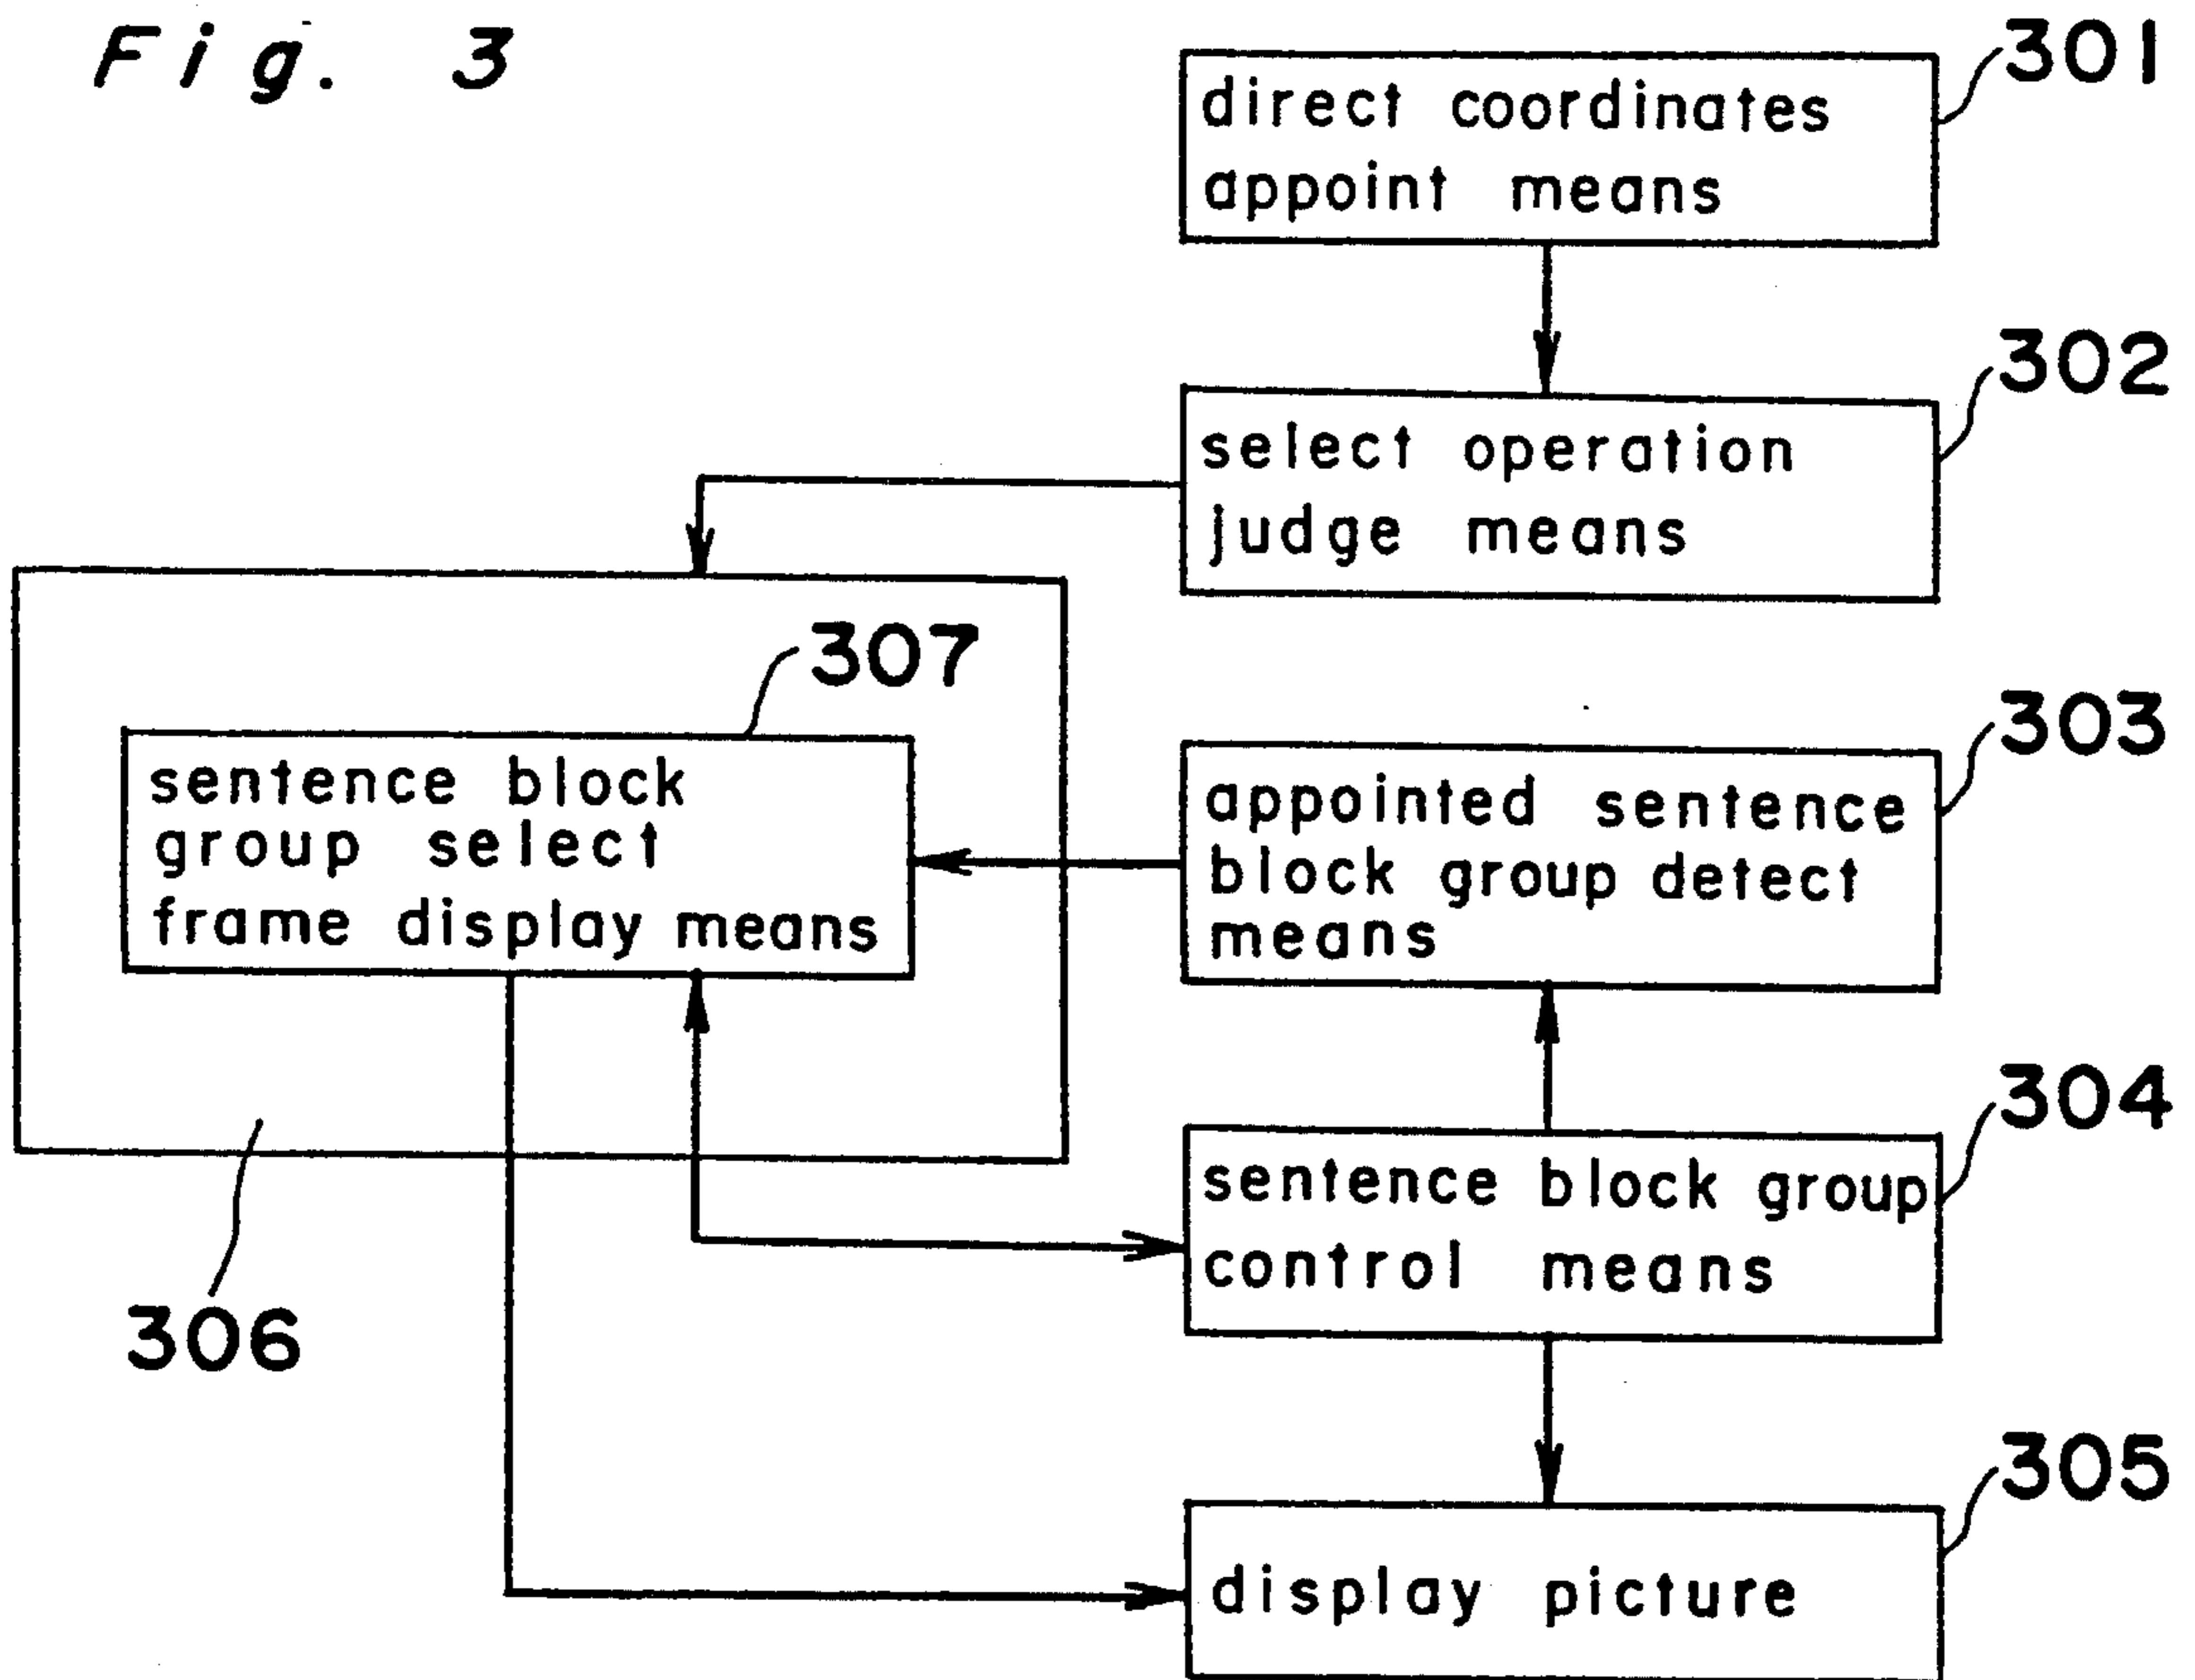 Fig. 3
direct coordinates
appoint means
301
select operation
judge means
302
307
sentence block
group select
frame display means
appointed sentence
block group detect
means
303
sentence block group
control means
304
306
display picture
305